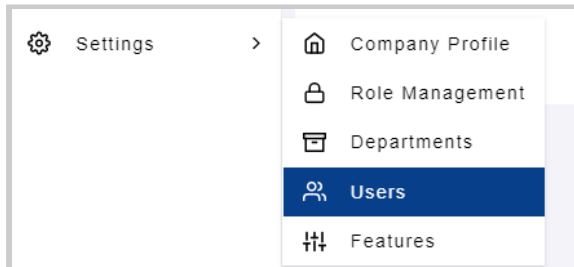 Settings
Company Profile
Role Management
Departments
Users
Features